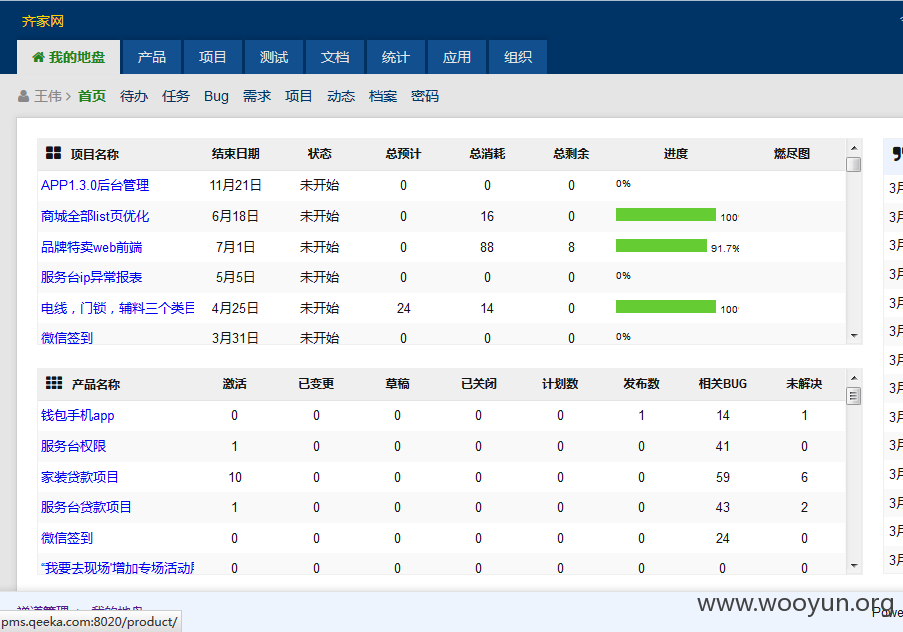 齐家网
我的地盘 产品 项目 测试 文档 统计 应用 组织
王伟 > 首页 待办 任务 Bug 需求 项目 动态 档案 密码
项目名称 结束日期 状态 总预计 总消耗 总剩余 进度 燃尽图
APP1.3.0后台管理 11月21日 未开始 0 0 0 0%
商城全部list页优化 6月18日 未开始 0 16 0 100
品牌特卖web前端 7月1日 未开始 0 88 8 91.7%
服务台ip异常报表 5月5日 未开始 0 0 0 0%
电线，门锁，辅料三个类目 4月25日 未开始 24 14 0 100
微信签到 3月31日 未开始 0 0 0 0%
产品名称 激活 已变更 草稿 已关闭 计划数 发布数 相关BUG 未解决
钱包手机app 0 0 0 0 0 1 14 1
服务台权限 1 0 0 0 0 0 41 0
家装贷款项目 10 0 0 0 0 0 59 6
服务台贷款项目 1 0 0 0 0 0 43 2
微信签到 0 0 0 0 0 0 24 0
"我要去现场'增加专场活动 0 0 0 0 0 0 0 0
3月
3月
3月
3月
3月
3月
3月
3月
3月
3月
3月
3月
3月
3月
www.wooyun.org
Powe
pms.qeeka.com:8020/product/